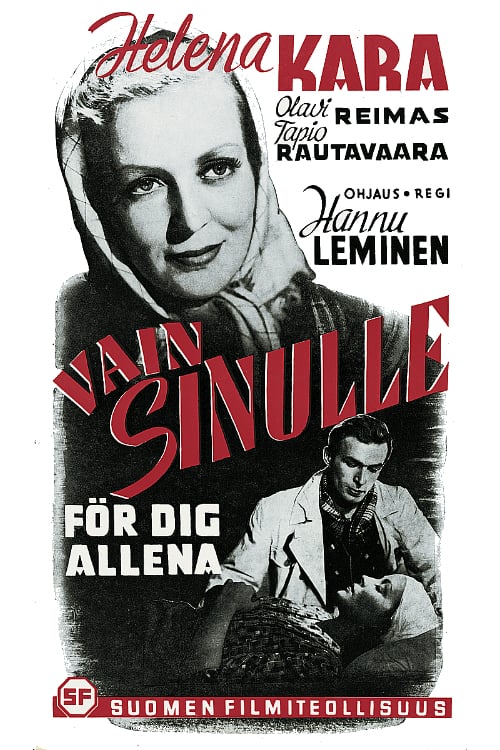 Helena KARA
Olavi REIMAS
Tapio
RAUTAVAARA
OHJAUS • REGI
Hannu
LEMINEN
VAIN
SINULLE
FÖR DIG
ALLENA
SF SUOMEN FILMITEOLLISUUS